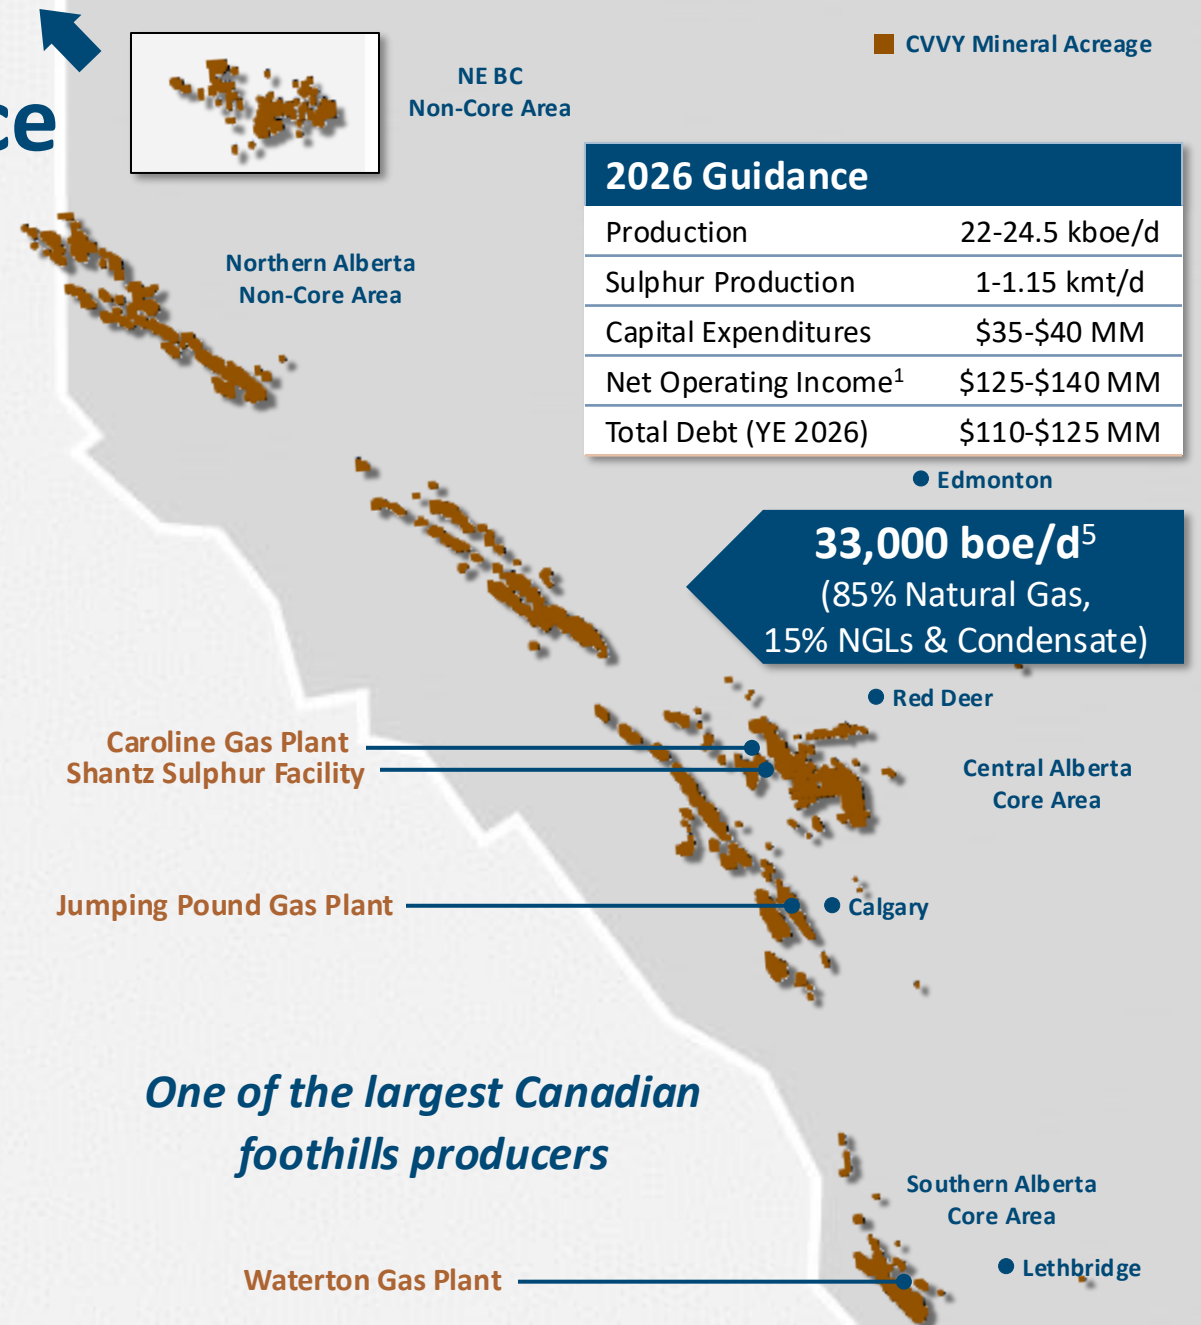 CVVY Mineral Acreage
NE BC
Non-Core Area
ce
2026 Guidance
Production 22-24.5 kboe/d
Sulphur Production 1-1.15 kmt/d
Capital Expenditures $35-$40 MM
Net Operating Income¹ $125-$140 MM
Total Debt (YE 2026) $110-$125 MM
Northern Alberta
Non-Core Area
Edmonton
33,000 boe/d⁵
(85% Natural Gas,
15% NGLs & Condensate)
Red Deer
Caroline Gas Plant
Shantz Sulphur Facility
Central Alberta
Core Area
Jumping Pound Gas Plant
Calgary
One of the largest Canadian
foothills producers
Southern Alberta
Core Area
Lethbridge
Waterton Gas Plant